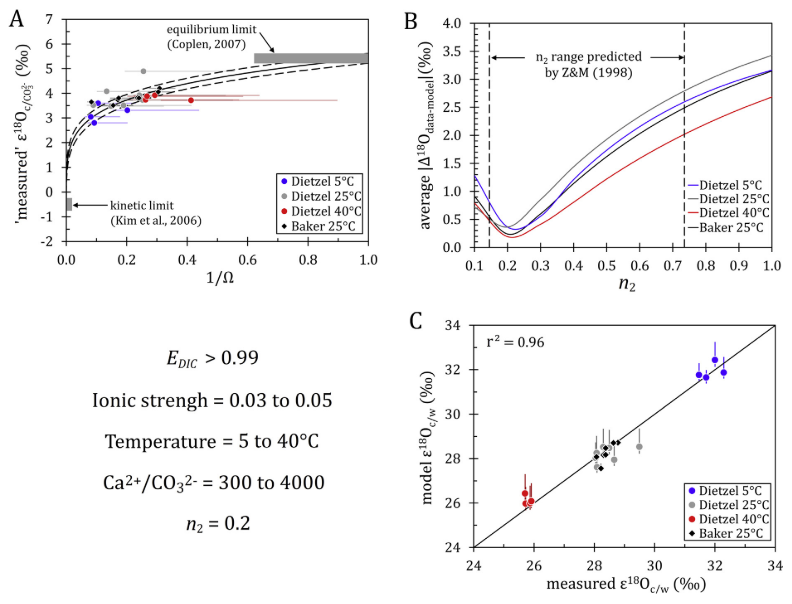 A
'measured' ε¹⁸O c/CO₃²⁻ (‰)
7
6
5
4
3
2
1
0
-1
-2
equilibrium limit
(Coplen, 2007)
kinetic limit
(Kim et al., 2006)
Dietzel 5°C
Dietzel 25°C
Dietzel 40°C
Baker 25°C
0.0 0.2 0.4 0.6 0.8 1.0
1/Ω
B
average |Δ¹⁸O data-model|(‰)
4.0
3.5
3.0
2.5
2.0
1.5
1.0
0.5
0.0
n₂ range predicted
by Z&M (1998)
Dietzel 5°C
Dietzel 25°C
Dietzel 40°C
Baker 25°C
0.1 0.2 0.3 0.4 0.5 0.6 0.7 0.8 0.9 1.0
n₂
E DIC > 0.99
Ionic strengh = 0.03 to 0.05
Temperature = 5 to 40°C
Ca²⁺/CO₃²⁻ = 300 to 4000
n₂ = 0.2
C
model ε¹⁸O c/w (‰)
34
32
30
28
26
24
r² = 0.96
Dietzel 5°C
Dietzel 25°C
Dietzel 40°C
Baker 25°C
24 26 28 30 32 34
measured ε¹⁸O c/w (‰)